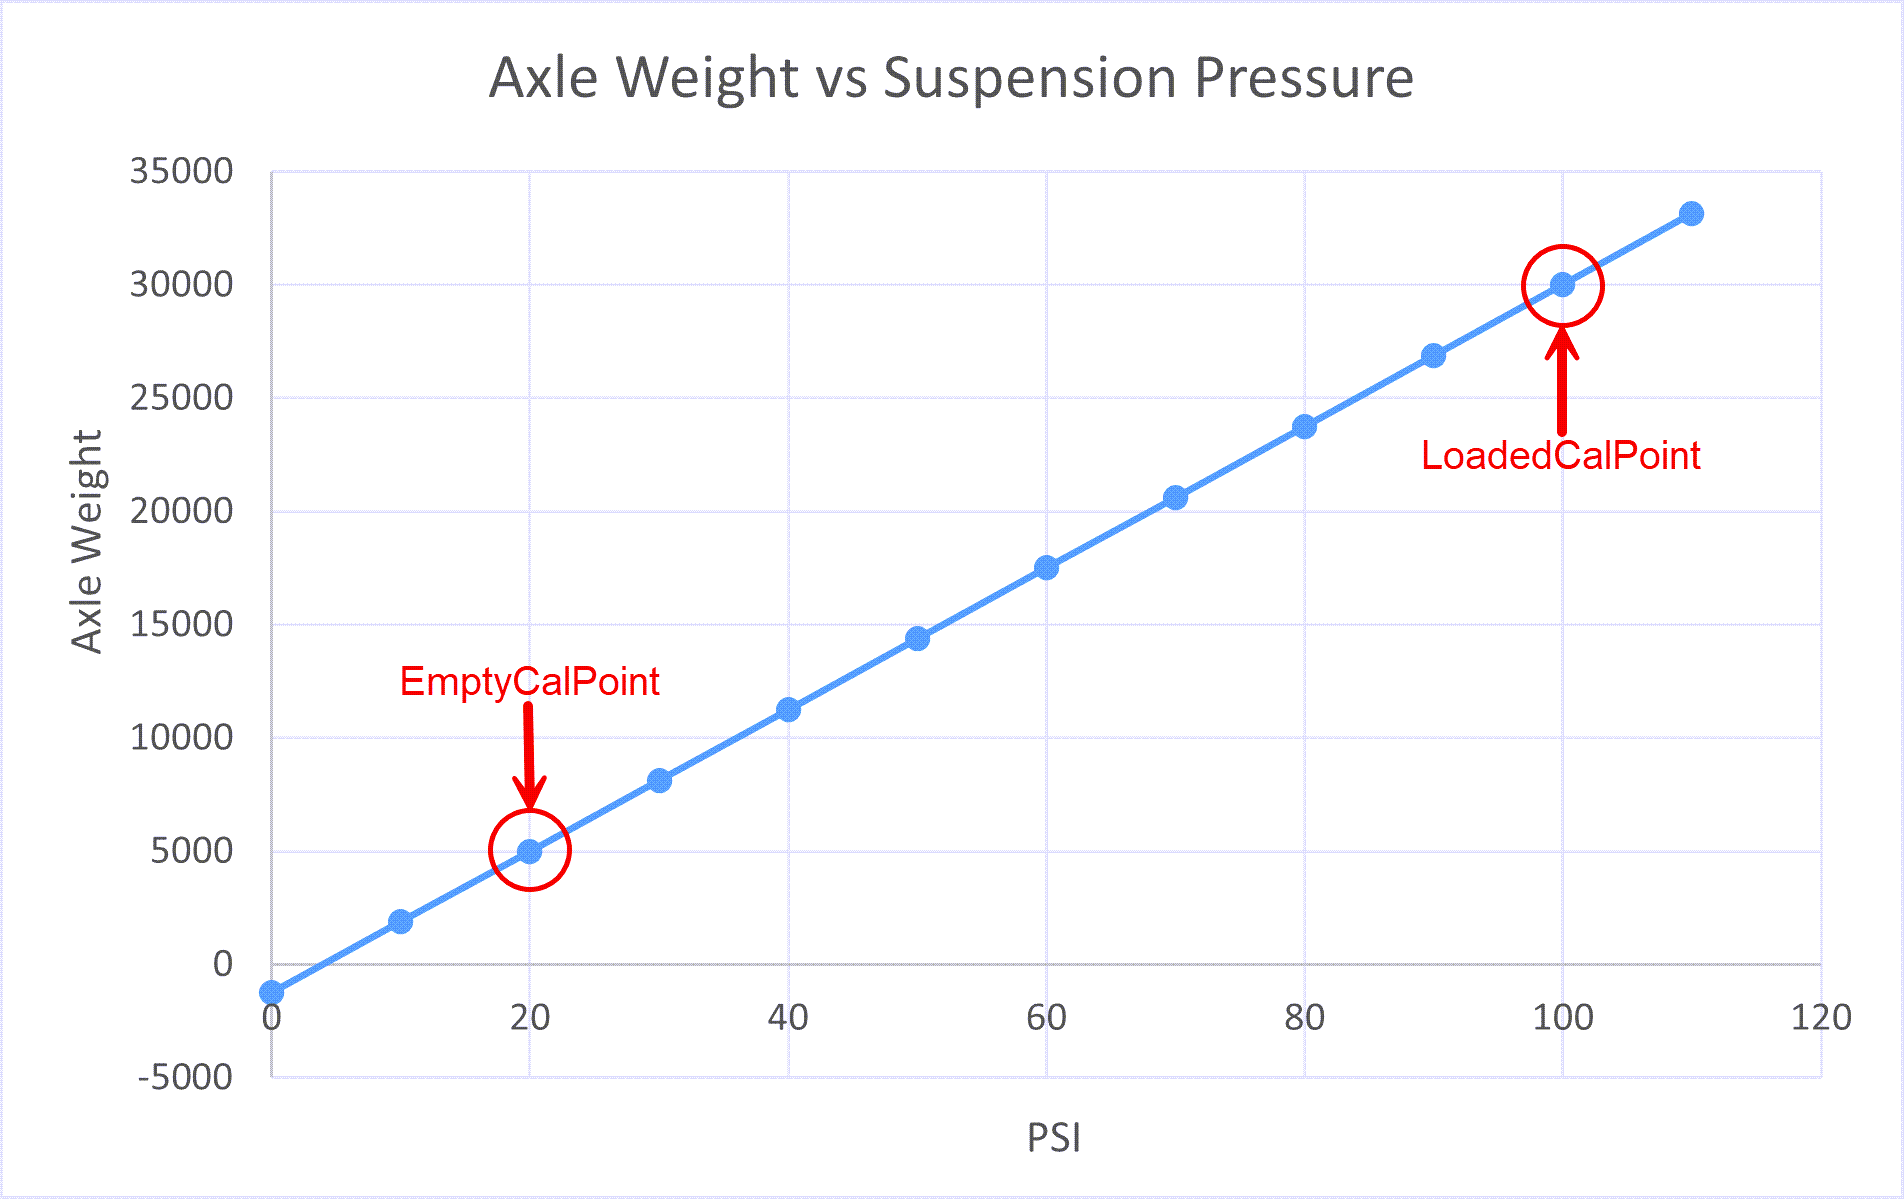 Axle Weight vs Suspension Pressure
35000
30000
25000
20000
15000
10000
5000
0
-5000
Axle Weight
EmptyCalPoint
LoadedCalPoint
0 20 40 60 80 100 120
PSI